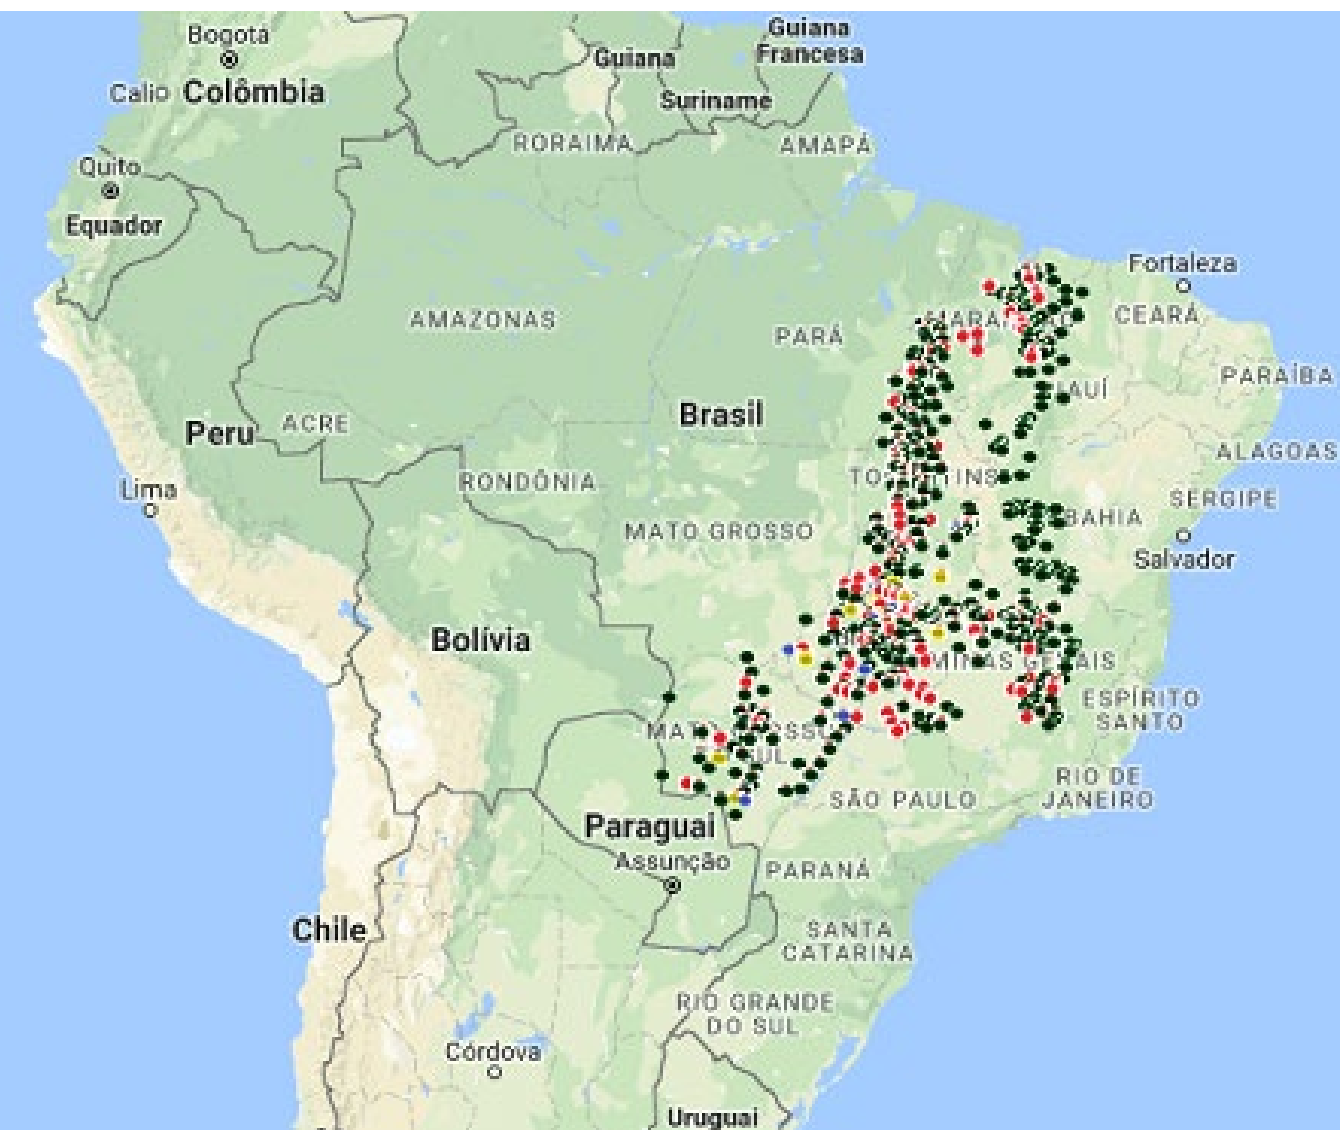 Bogotá
Guiana
Francesa
Guiana
Cali
Colômbia
Suriname
RORAIMA
AMAPÁ
Quito
Equador
Fortaleza
AMAZONAS
PARÁ
CEARÁ
PARAÍBA
ACRE
Brasil
Peru
ALAGOAS
Lima
RONDÔNIA
SERGIPE
MATO GROSSO
BAHIA
Salvador
Bolívia
MINAS GERAIS
ESPÍRITO
SANTO
RIO DE
JANEIRO
SÃO PAULO
Paraguai
Assunção
PARANÁ
Chile
SANTA
CATARINA
RIO GRANDE
DO SUL
Córdova
Uruguai